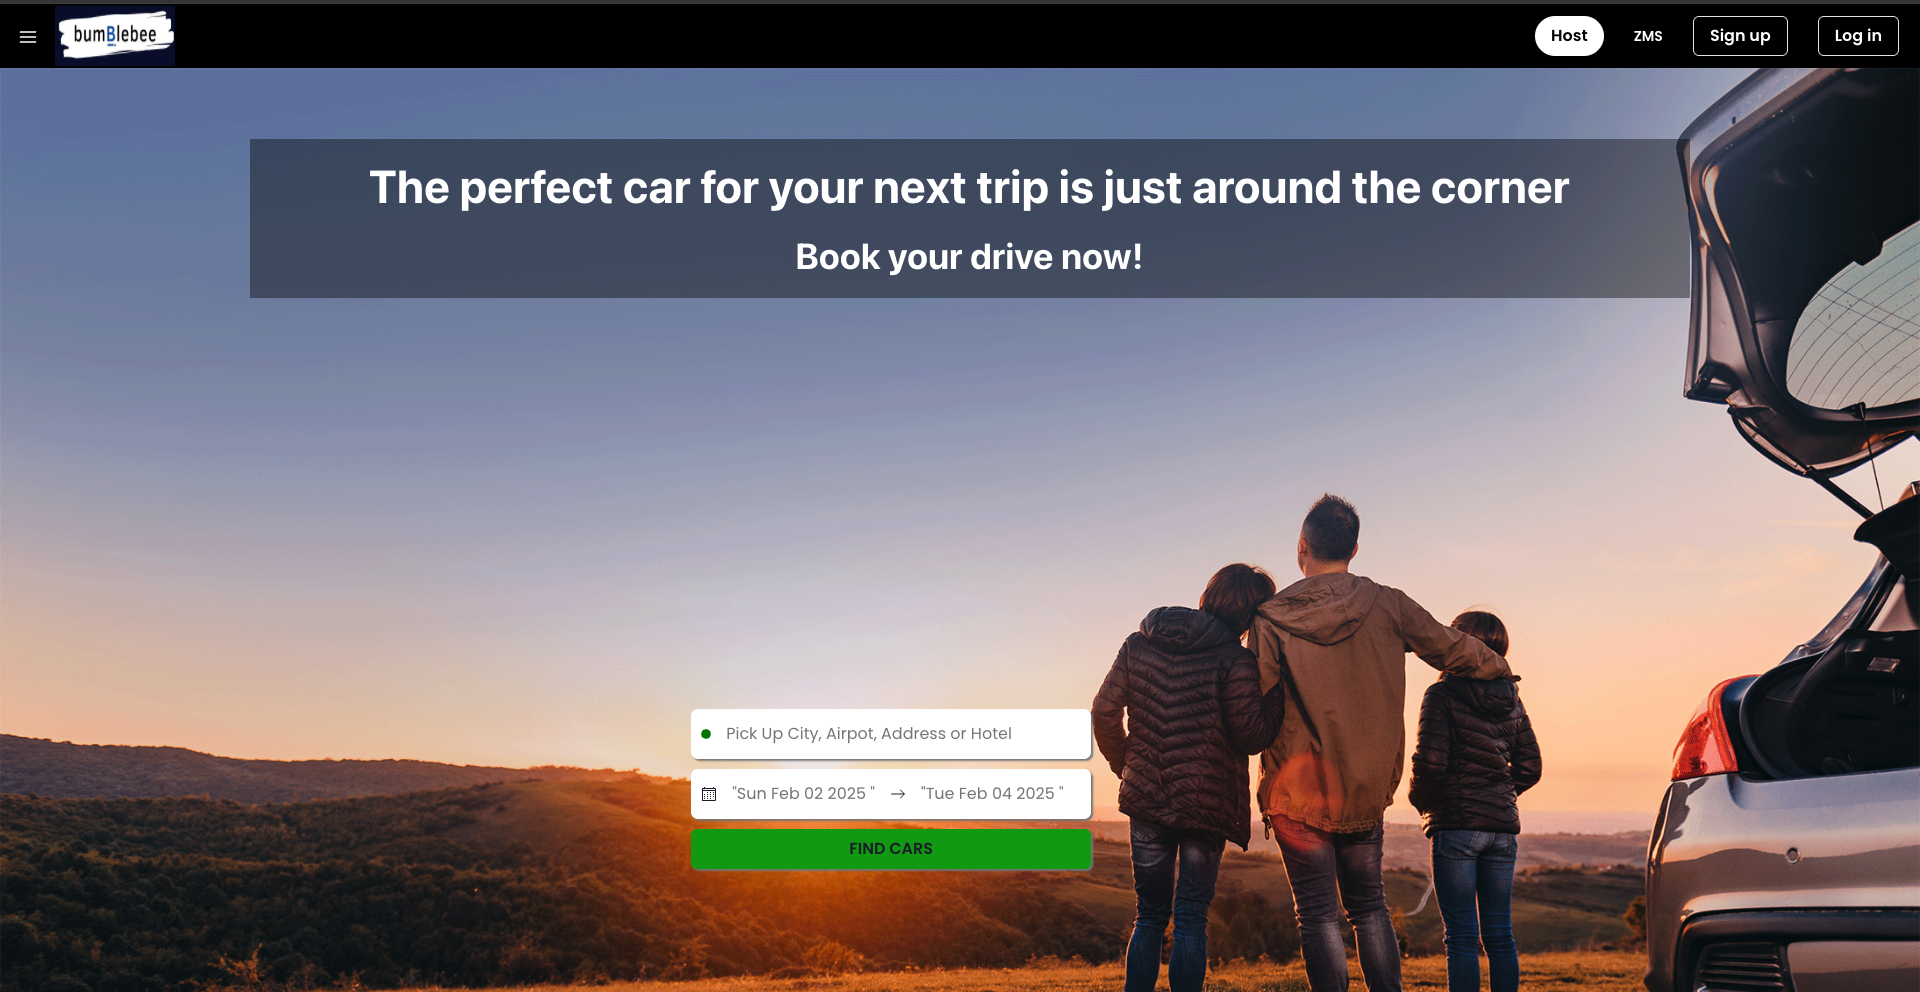 bumBlebee
Host
ZMS
Sign up
Log in
The perfect car for your next trip is just around the corner
Book your drive now!
Pick Up City, Airpot, Address or Hotel
"Sun Feb 02 2025 " → "Tue Feb 04 2025 "
FIND CARS